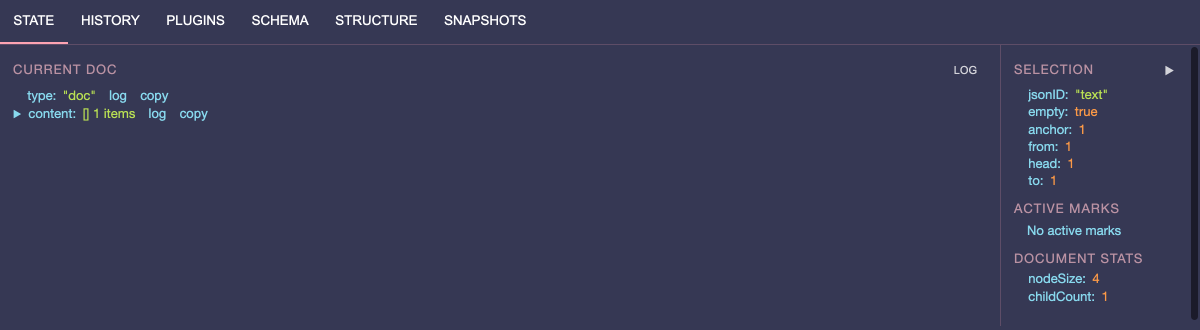 STATE HISTORY PLUGINS SCHEMA STRUCTURE SNAPSHOTS
CURRENT DOC LOG
type: "doc" log copy
content: [] 1 items log copy
SELECTION
jsonID: "text"
empty: true
anchor: 1
from: 1
head: 1
to: 1
ACTIVE MARKS
No active marks
DOCUMENT STATS
nodeSize: 4
childCount: 1